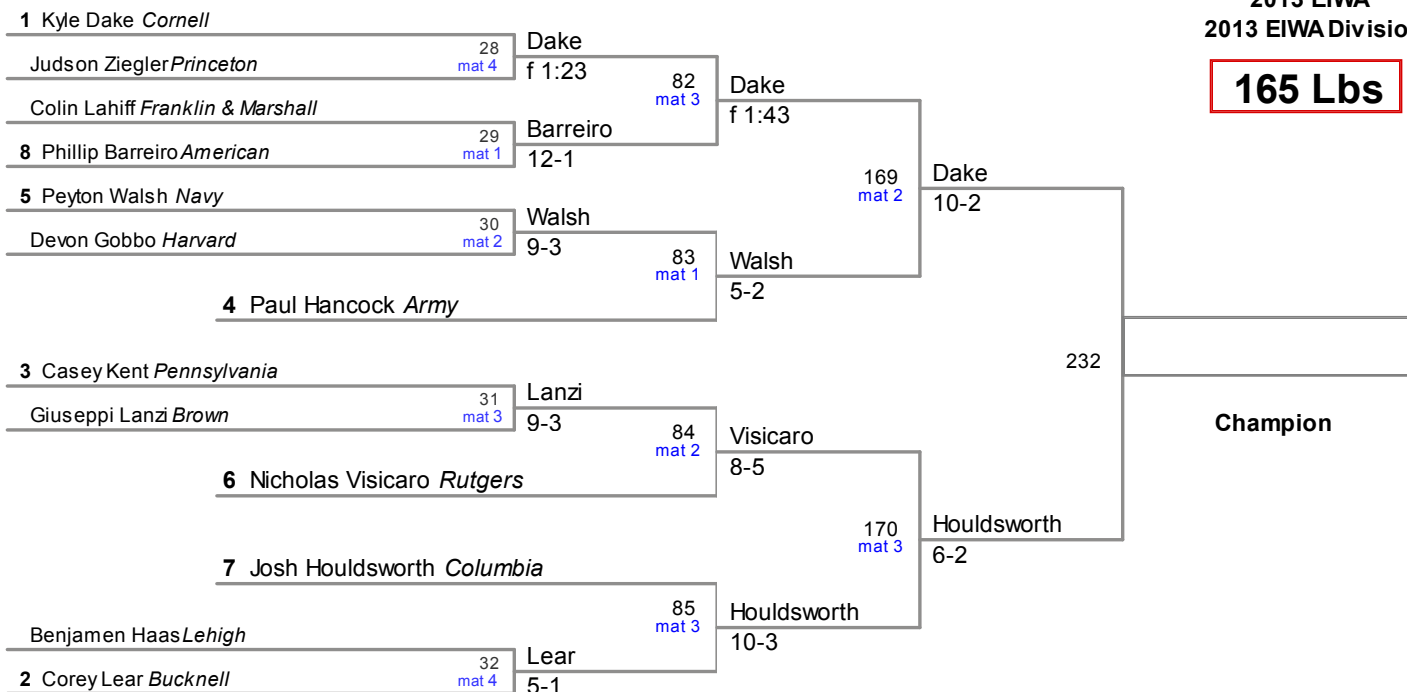 2013 EIWA
2013 EIWA Divisio
165 Lbs
1 Kyle Dake Cornell
28
mat 4
Judson Ziegler Princeton
Dake
f 1:23
82
mat 3
Colin Lahiff Franklin & Marshall
29
mat 1
8 Phillip Barreiro American
Barreiro
12-1
Dake
f 1:43
169
mat 2
5 Peyton Walsh Navy
30
mat 2
Devon Gobbo Harvard
Walsh
9-3
83
mat 1
4 Paul Hancock Army
Walsh
5-2
Dake
10-2
232
3 Casey Kent Pennsylvania
31
mat 3
Giuseppi Lanzi Brown
Lanzi
9-3
84
mat 2
6 Nicholas Visicaro Rutgers
Visicaro
8-5
170
mat 3
7 Josh Houldsworth Columbia
85
mat 3
Benjamen Haas Lehigh
32
mat 4
2 Corey Lear Bucknell
Lear
5-1
Houldsworth
10-3
Houldsworth
6-2
Champion